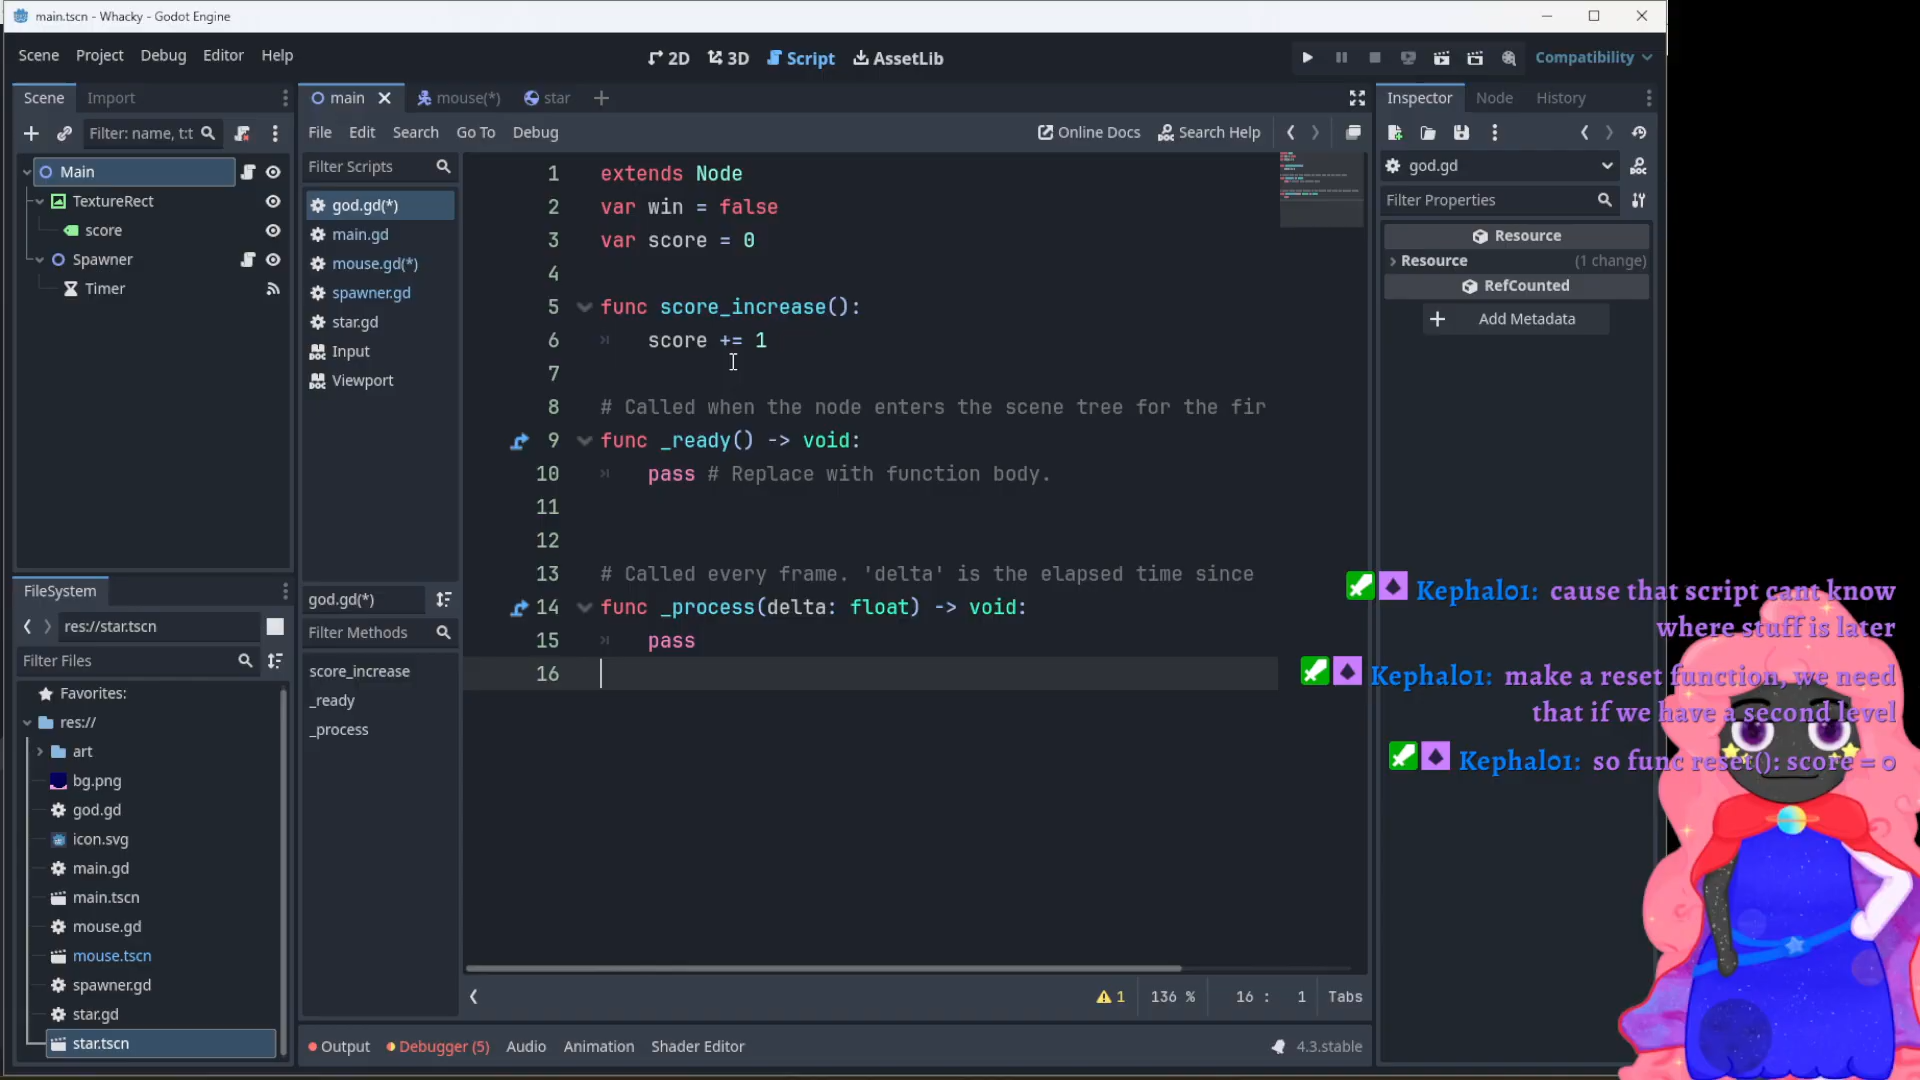 main.tscn - Whacky - Godot Engine
Scene Project Debug Editor Help
2D 3D Script AssetLib
Compatibility
Scene Import
main mouse(*) star
Inspector Node History
Filter: name, t:t
File Edit Search Go To Debug
Online Docs Search Help
Main
TextureRect
score
Spawner
Timer
Filter Scripts
god.gd(*)
main.gd
mouse.gd(*)
spawner.gd
star.gd
Input
Viewport
god.gd(*)
Filter Methods
score_increase
_ready
_process
1 extends Node
2 var win = false
3 var score = 0
4
5 func score_increase():
6 score += 1
7
8 # Called when the node enters the scene tree for the fir
9 func _ready() -> void:
10 pass # Replace with function body.
11
12
13 # Called every frame. 'delta' is the elapsed time since
14 func _process(delta: float) -> void:
15 pass
16
1 136 % 16 : 1 Tabs
god.gd
Filter Properties
Resource
Resource (1 change)
RefCounted
Add Metadata
FileSystem
res://star.tscn
Filter Files
Favorites:
res://
art
bg.png
god.gd
icon.svg
main.gd
main.tscn
mouse.gd
mouse.tscn
spawner.gd
star.gd
star.tscn
Output Debugger (5) Audio Animation Shader Editor
4.3.stable
Kephal01: cause that script cant know
where stuff is later
Kephal01: make a reset function, we need
that if we have a second level
Kephal01: so func reset(): score = 0